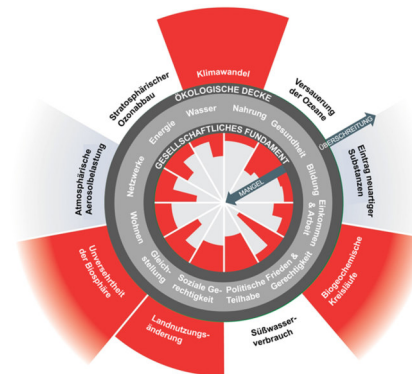 Klimawandel
Versauerung
der Ozeane
ÜBERSCHREITUNG
Eintrag neuartiger
Substanzen
Biogeochemische
Kreisläufe
Süßwasser-
verbrauch
Landnutzungs-
änderung
Unversehrtheit
der Biosphäre
Atmosphärische
Aerosolbelastung
Stratosphärischer
Ozonabbau
ÖKOLOGISCHE DECKE
Wasser
Nahrung
Gesundheit
Bildung
Einkommen
& Arbeit
Frieden &
Gerechtigkeit
Politische
Teilhabe
Soziale Ge-
rechtigkeit
Gleich-
stellung
Wohnen
Netzwerke
Energie
GESELLSCHAFTLICHES FUNDAMENT
MANGEL